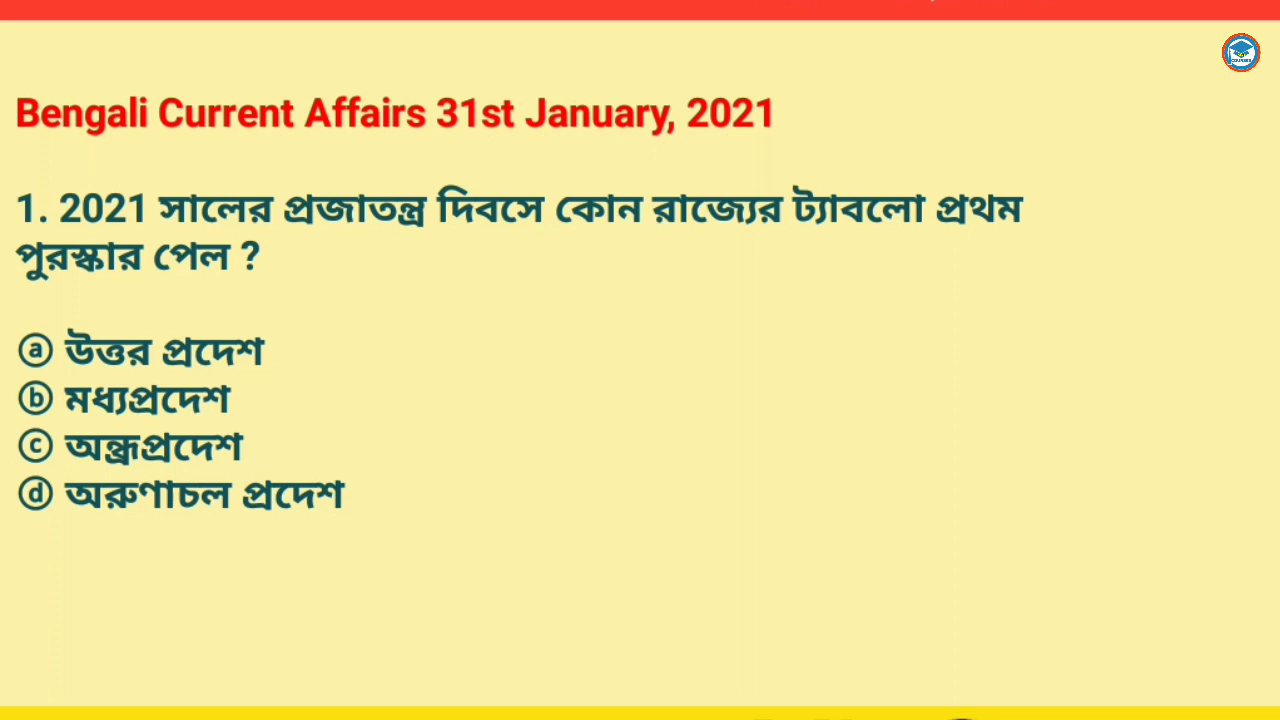 Bengali Current Affairs 31st January, 2021
1. 2021 সালের প্রজাতন্ত্র দিবসে কোন রাজ্যের ট্যাবলো প্রথম
পুরস্কার পেল ?
ⓐ উত্তর প্রদেশ
ⓑ মধ্যপ্রদেশ
ⓒ অন্ধ্রপ্রদেশ
ⓓ অরুণাচল প্রদেশ